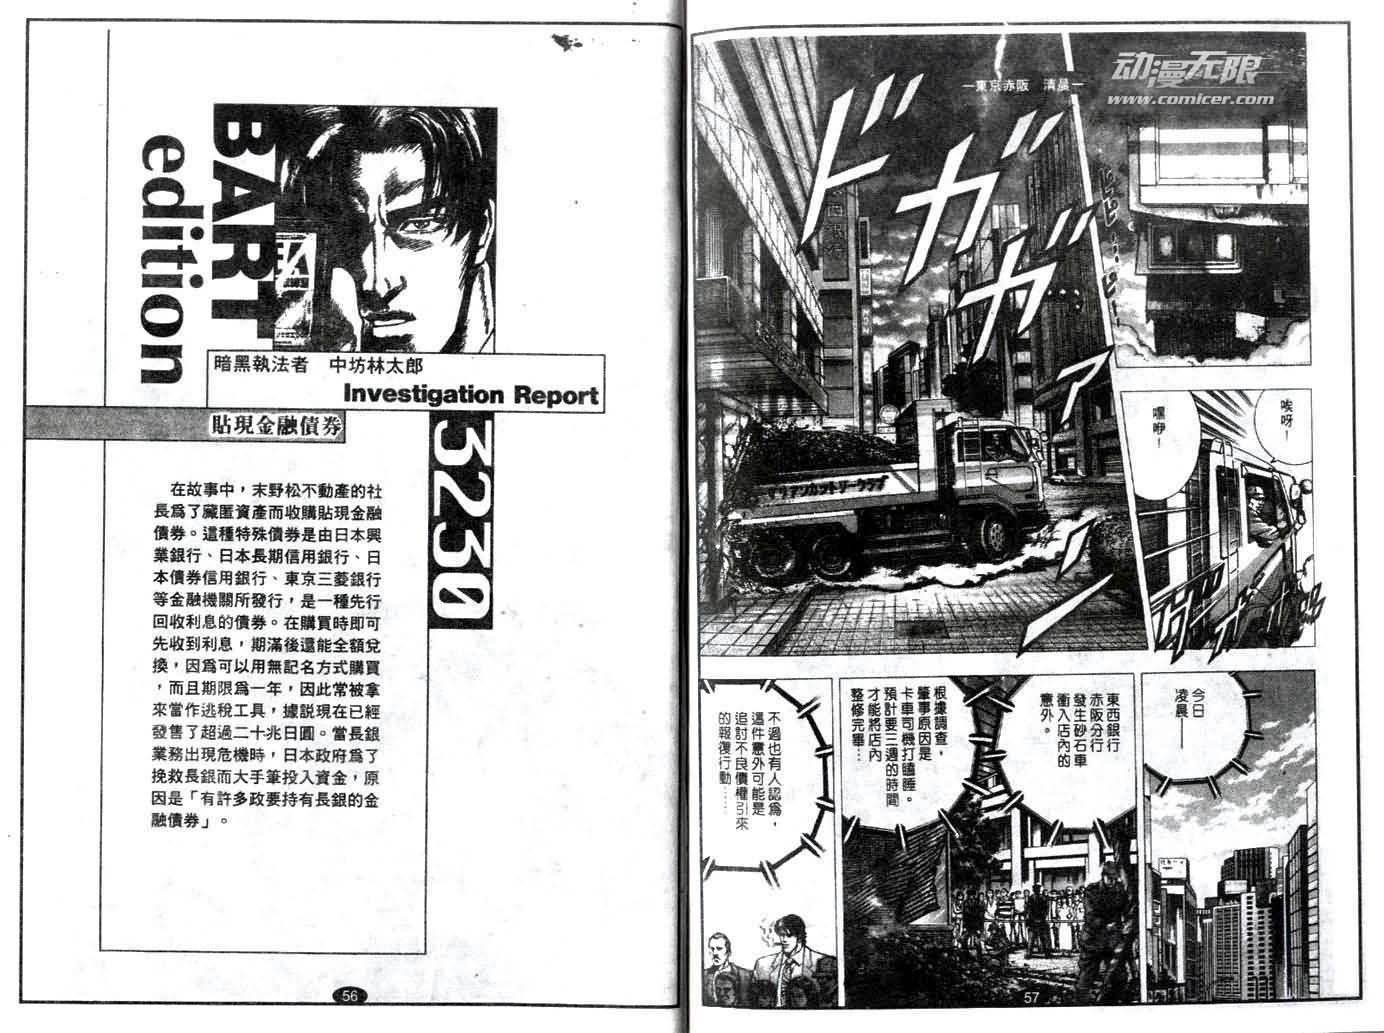 BART
edition
暗黑執法者　中坊林太郎
Investigation Report
貼現金融債券
3230
在故事中，末野松不動產的社
長爲了藏匿資產而收購貼現金融
債券。這種特殊債券是由日本興
業銀行、日本長期信用銀行、日
本債券信用銀行、東京三菱銀行
等金融機關所發行，是一種先行
回收利息的債券。在購買時即可
先收到利息，期滿後還能全額兌
換，因爲可以用無記名方式購買
，而且期限爲一年，因此常被拿
來當作逃稅工具，據説現在已經
發售了超過二十兆日圓。當長銀
業務出現危機時，日本政府爲了
挽救長銀而大手筆投入資金，原
因是「有許多政要持有長銀的金
融債券」。
56
动漫无限
www.comicer.com
—東京赤阪　清晨—
唉呀！
嘿咿！
ドガガァン
今日
凌晨——
東西銀行
赤阪分行
發生砂石車
衝入店內的
意外。
根據調查，
肇事原因是
卡車司機打瞌睡。
預計要三週的時間
才能將店內
整修完畢…
不過也有人認爲，
這件意外可能是
追討不良債權引來
的報復行動……
57